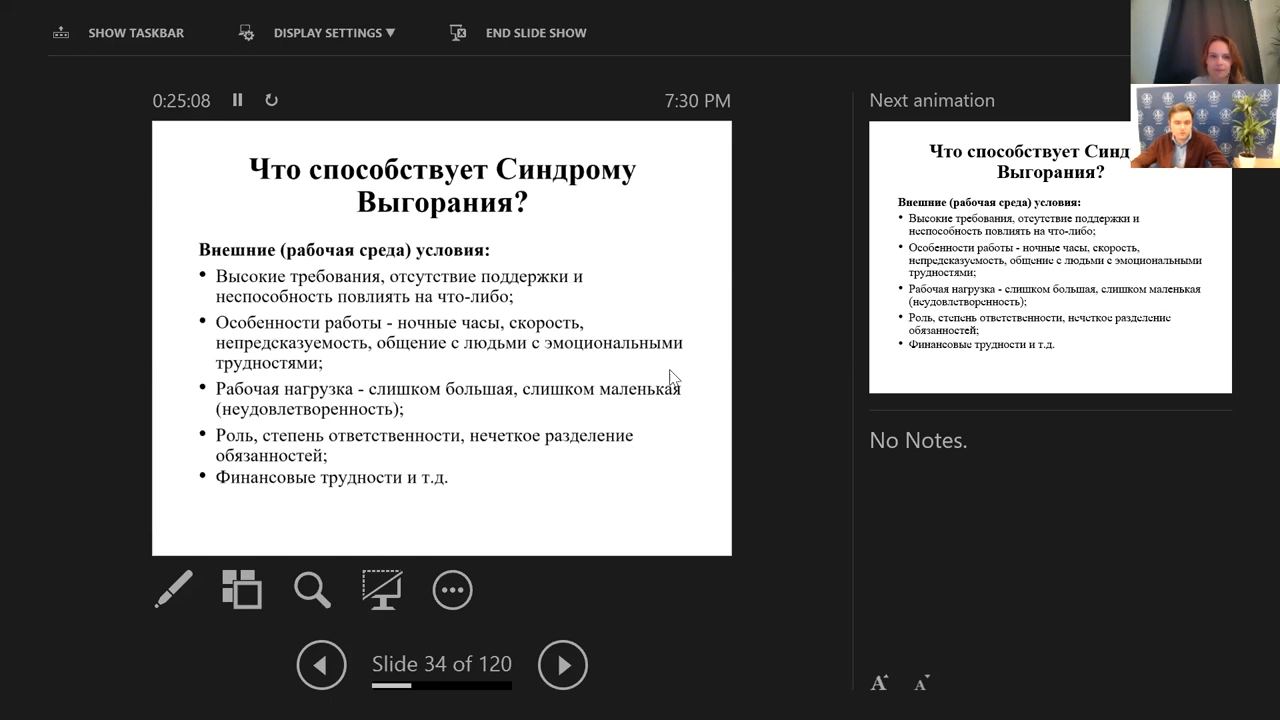 SHOW TASKBAR
DISPLAY SETTINGS ▼
END SLIDE SHOW
0:25:08
7:30 PM
Что способствует Синдрому
Выгорания?
Внешние (рабочая среда) условия:
• Высокие требования, отсутствие поддержки и
неспособность повлиять на что-либо;
• Особенности работы - ночные часы, скорость,
непредсказуемость, общение с людьми с эмоциональными
трудностями;
• Рабочая нагрузка - слишком большая, слишком маленькая
(неудовлетворенность);
• Роль, степень ответственности, нечеткое разделение
обязанностей;
• Финансовые трудности и т.д.
Slide 34 of 120
Next animation
Что способствует Синд
Выгорания?
Внешние (рабочая среда) условия:
• Высокие требования, отсутствие поддержки и
неспособность повлиять на что-либо;
• Особенности работы - ночные часы, скорость,
непредсказуемость, общение с людьми с эмоциональными
трудностями;
• Рабочая нагрузка - слишком большая, слишком маленькая
(неудовлетворенность);
• Роль, степень ответственности, нечеткое разделение
обязанностей;
• Финансовые трудности и т.д.
No Notes.
A A